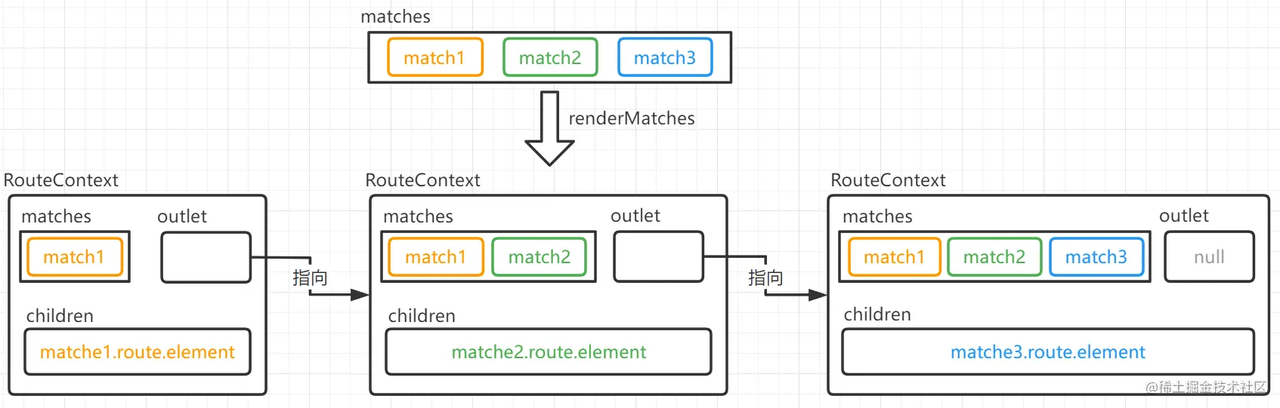 matches
match1 match2 match3
renderMatches
RouteContext
matches outlet
match1
指向
children
matche1.route.element
RouteContext
matches outlet
match1 match2
指向
children
matche2.route.element
RouteContext
matches outlet
match1 match2 match3 null
children
matche3.route.element
@稀土掘金技术社区